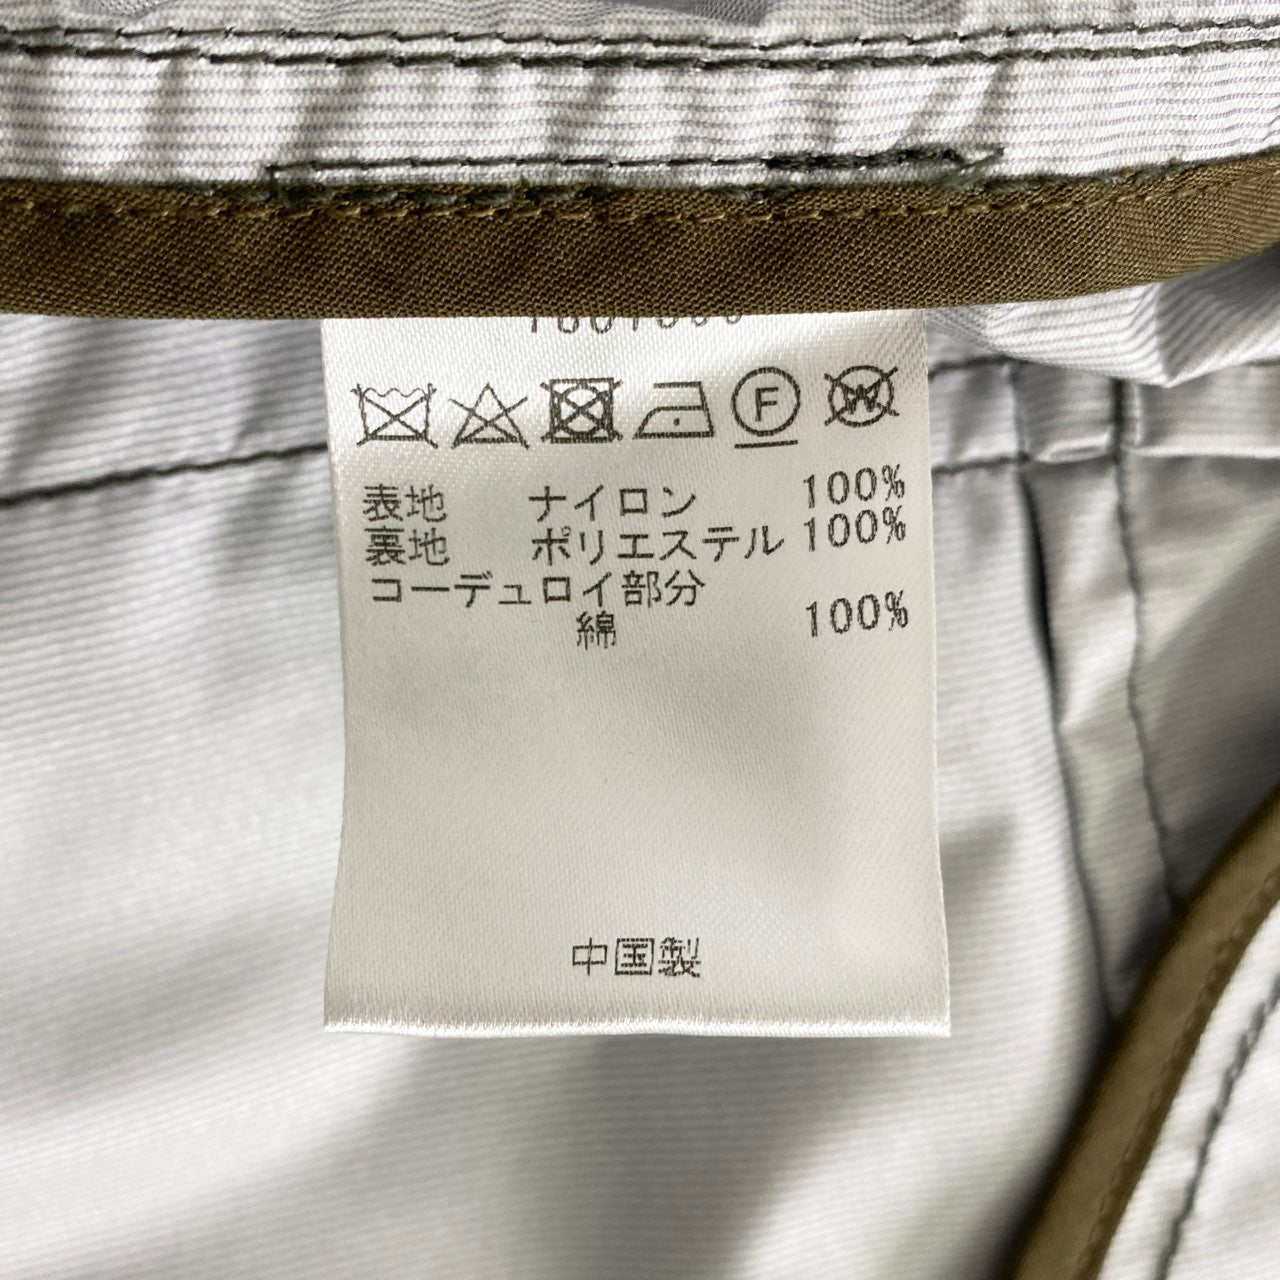 F W
表地 ナイロン 100%
裏地 ポリエステル 100%
コーデュロイ部分
綿 100%
中国製